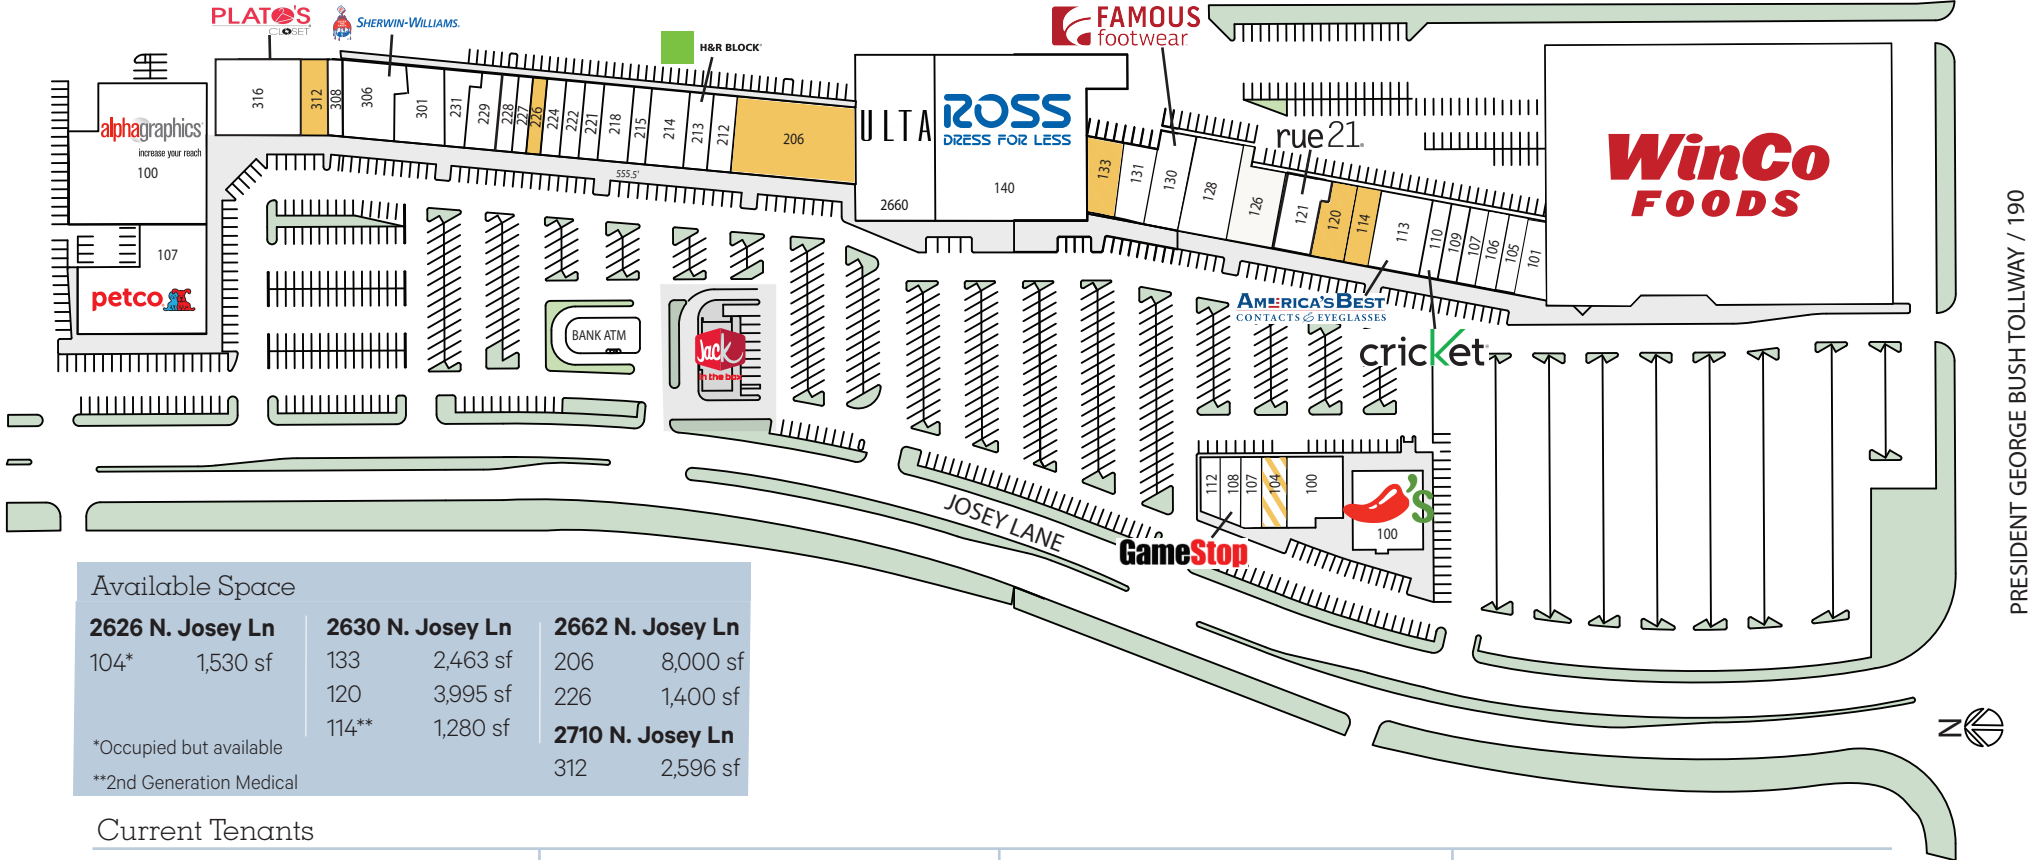 PLATO'S
CLOSET
SHERWIN-WILLIAMS.
H&R BLOCK
FAMOUS
footwear
alphagraphics
increase your reach
100
316
312
308
306
301
231
229
228
227
226
224
222
221
218
215
214
213
212
206
555.5'
ULTA
2660
ROSS
DRESS FOR LESS
140
133
131
130
128
126
rue21
121
120
114
113
110
109
107
106
105
101
WinCo
FOODS
107
petco
BANK ATM
Jack
in the box
AMERICA'S BEST
CONTACTS & EYEGLASSES
cricket
112
108
107
104
100
'S
100
GameStop
JOSEY LANE
PRESIDENT GEORGE BUSH TOLLWAY / 190
N
Available Space
2626 N. Josey Ln
104* 1,530 sf
*Occupied but available
**2nd Generation Medical
2630 N. Josey Ln
133 2,463 sf
120 3,995 sf
114** 1,280 sf
2662 N. Josey Ln
206 8,000 sf
226 1,400 sf
2710 N. Josey Ln
312 2,596 sf
Current Tenants